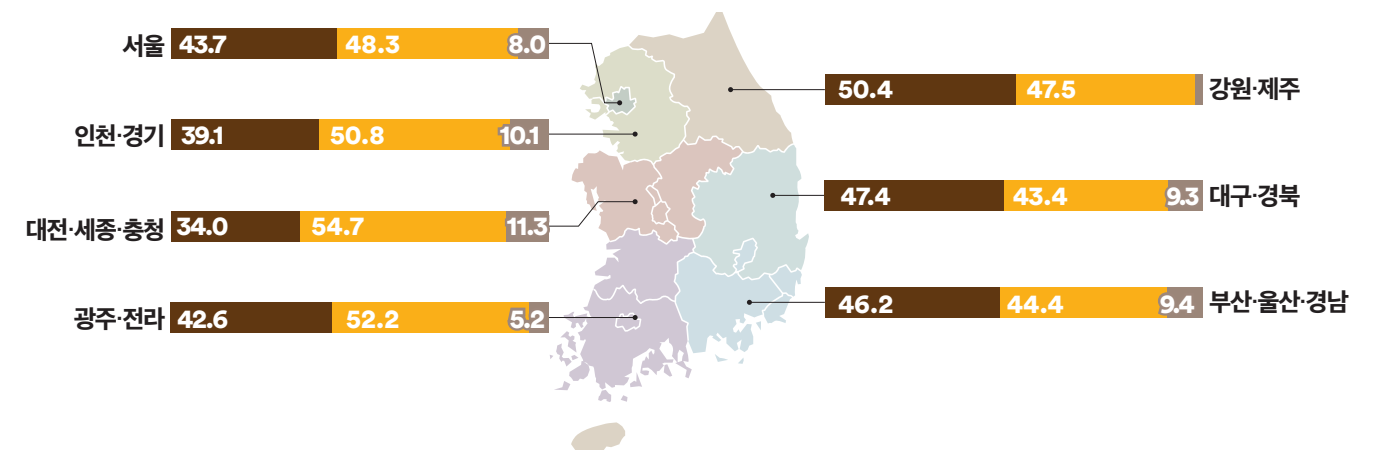 서울 43.7 48.3 8.0
인천·경기 39.1 50.8 10.1
대전·세종·충청 34.0 54.7 11.3
광주·전라 42.6 52.2 5.2
50.4 47.5 강원·제주
47.4 43.4 9.3 대구·경북
46.2 44.4 9.4 부산·울산·경남